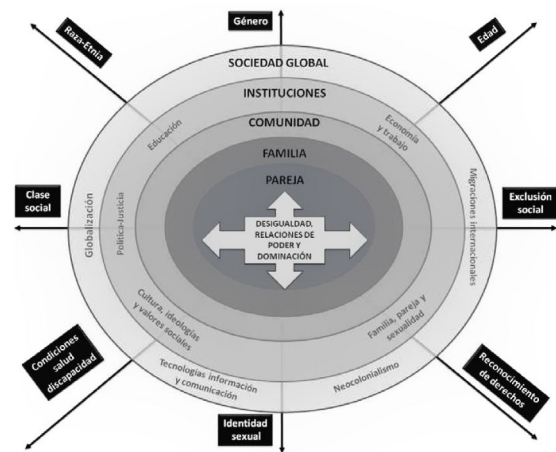 Género
Raza-Etnia
Edad
SOCIEDAD GLOBAL
INSTITUCIONES
COMUNIDAD
Educación
Economía
y trabajo
FAMILIA
PAREJA
Clase
social
Globalización
Política-Justicia
DESIGUALDAD,
RELACIONES DE
PODER Y
DOMINACIÓN
Migraciones internacionales
Exclusión
social
Cultura, ideologías
y valores sociales
Familia, pareja y
sexualidad
Condiciones
salud
discapacidad
Tecnologías información
y comunicación
Neocolonialismo
Reconocimiento
de derechos
Identidad
sexual